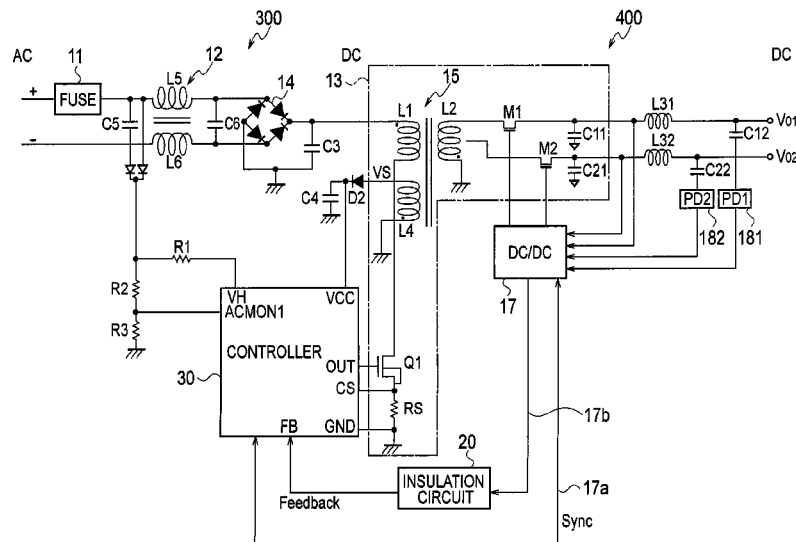 300
400
AC
DC
DC
11
12
14
13
15
FUSE
+
-
L5
L6
C5
C6
C3
L1
L2
M1
M2
C11
C21
L31
L32
C12
C22
Vo1
Vo2
VS
C4
D2
L4
PD2
PD1
182
181
DC/DC
17
R1
R2
R3
VH
VCC
ACMON1
CONTROLLER
OUT
CS
FB
GND
30
Q1
RS
17b
20
INSULATION
CIRCUIT
Feedback
17a
Sync